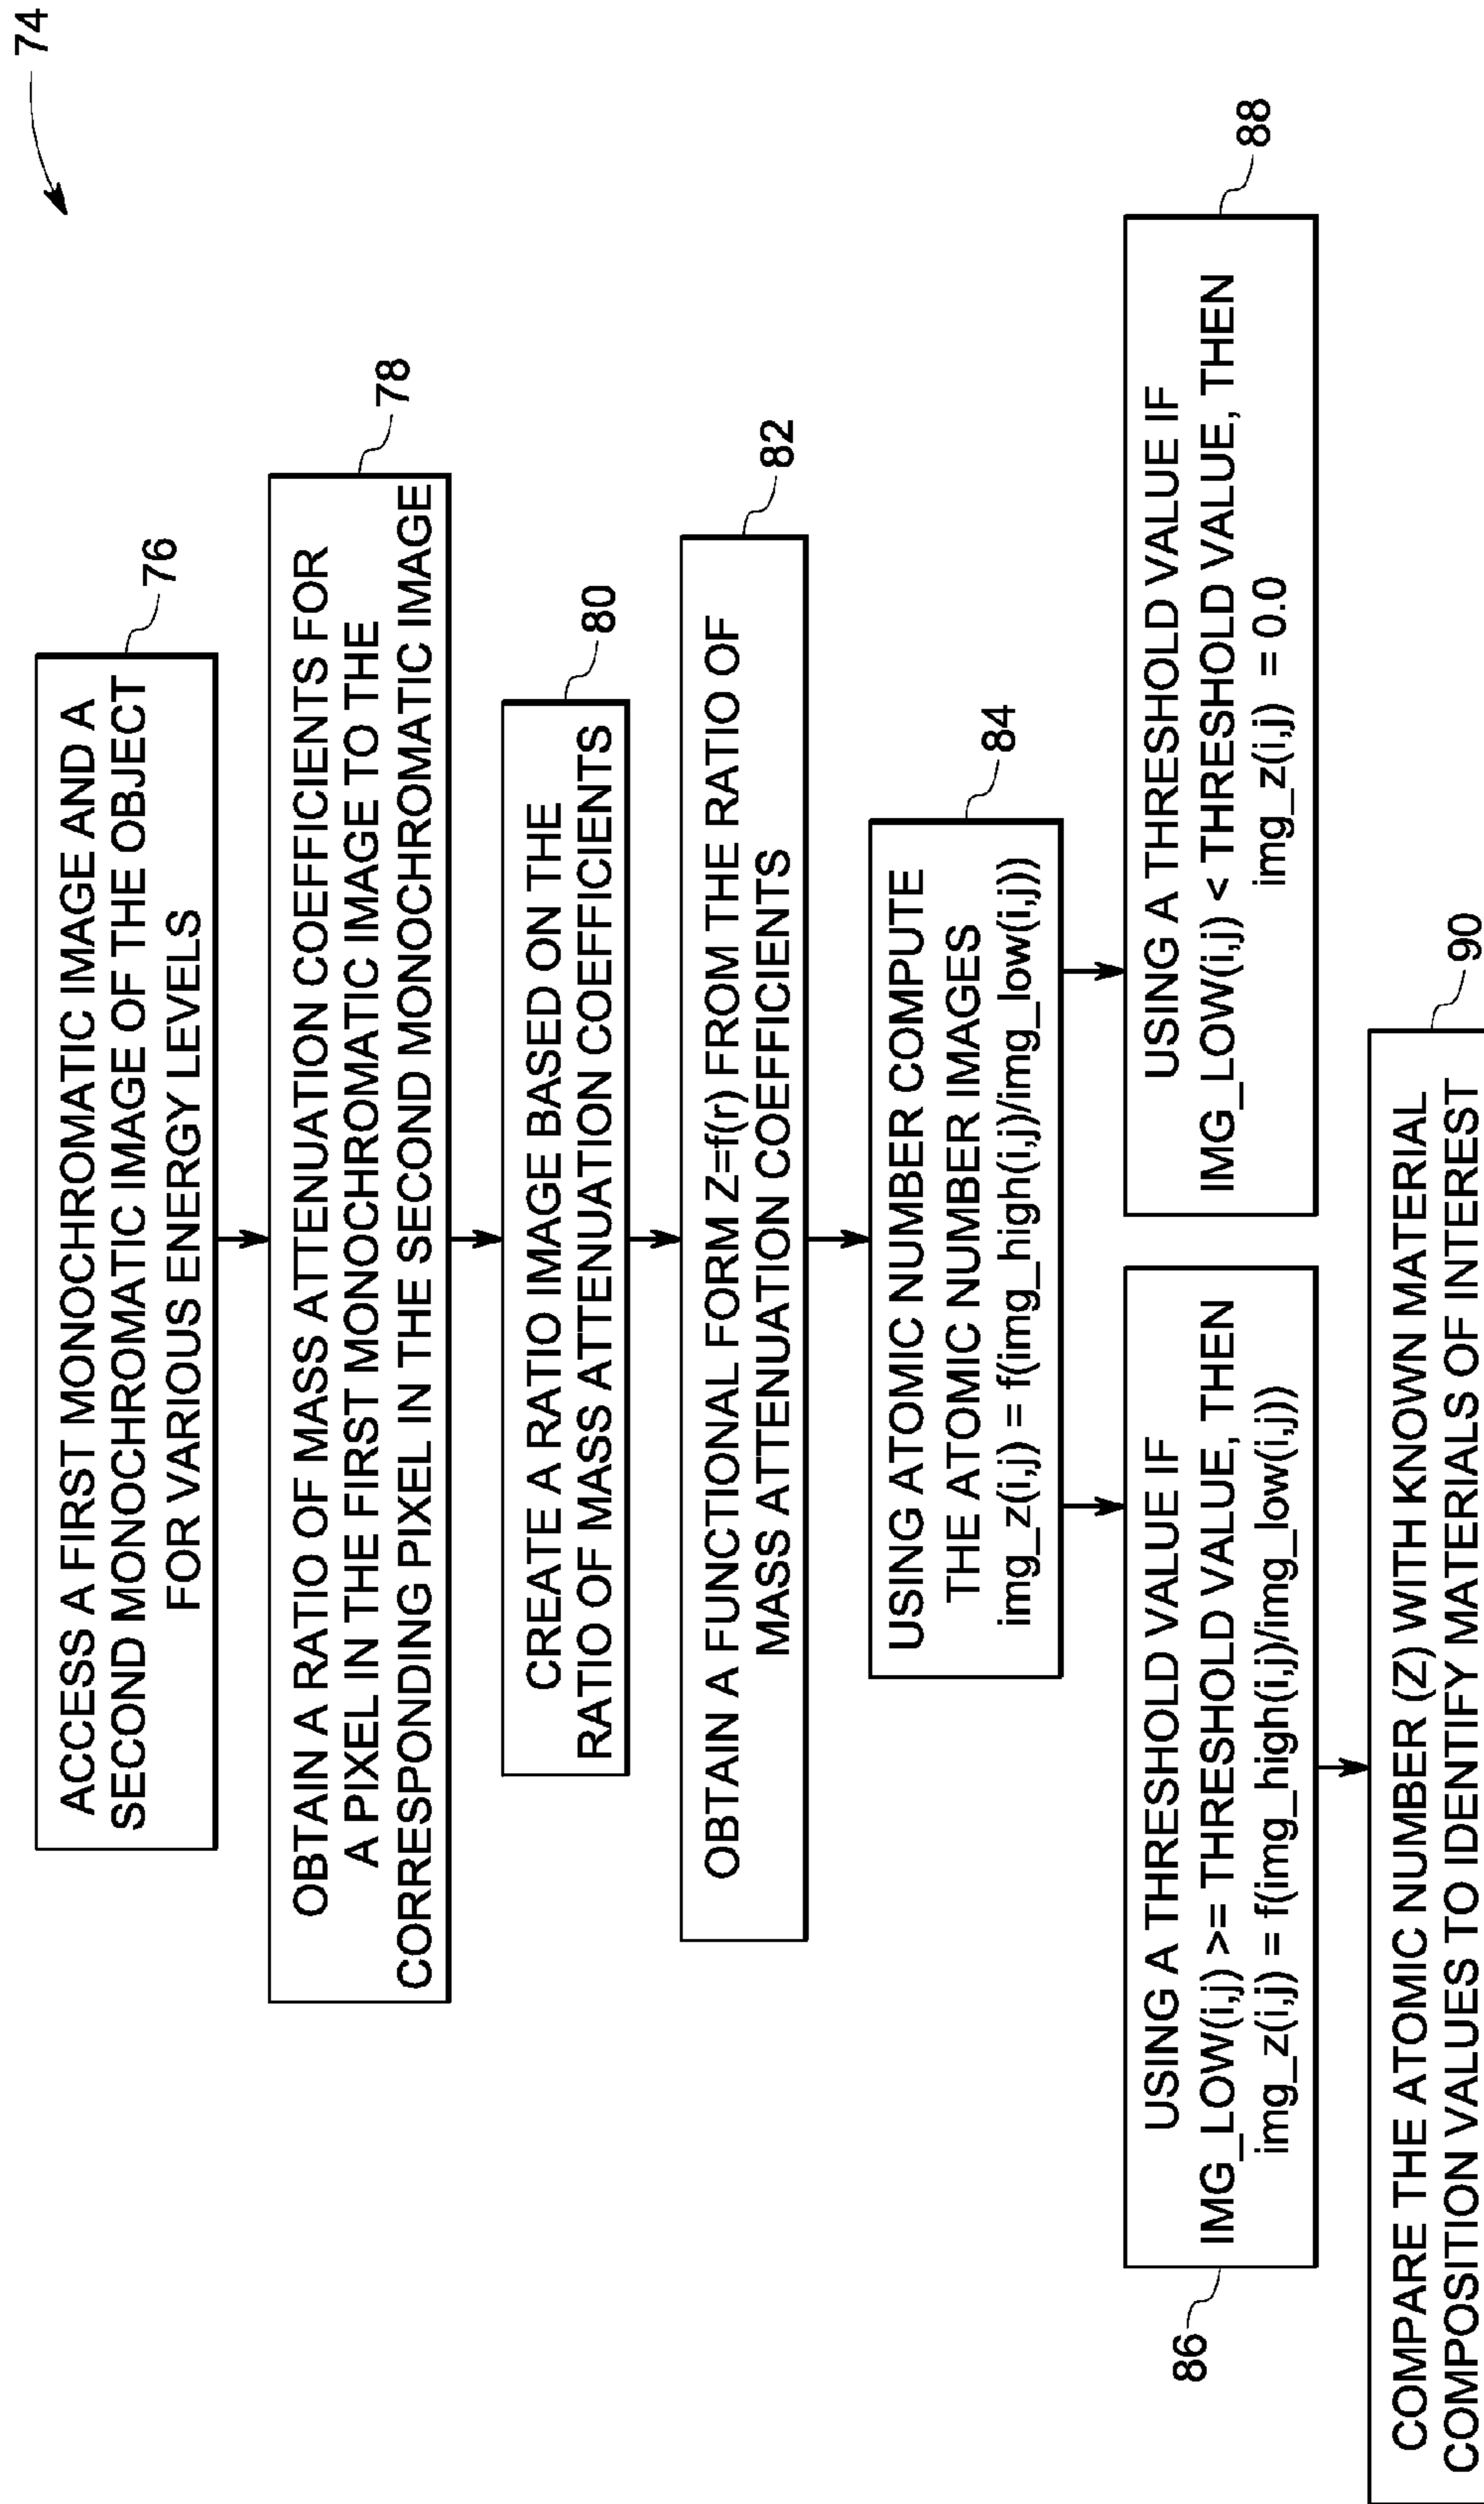 74
ACCESS A FIRST MONOCHROMATIC IMAGE AND A
SECOND MONOCHROMATIC IMAGE OF THE OBJECT
FOR VARIOUS ENERGY LEVELS
76
OBTAIN A RATIO OF MASS ATTENUATION COEFFICIENTS FOR
A PIXEL IN THE FIRST MONOCHROMATIC IMAGE TO THE
CORRESPONDING PIXEL IN THE SECOND MONOCHROMATIC IMAGE
78
CREATE A RATIO IMAGE BASED ON THE
RATIO OF MASS ATTENUATION COEFFICIENTS
80
OBTAIN A FUNCTIONAL FORM Z=f(r) FROM THE RATIO OF
MASS ATTENUATION COEFFICIENTS
82
USING ATOMIC NUMBER COMPUTE
THE ATOMIC NUMBER IMAGES
img_z(i,j) = f(img_high(i,j)/img_low(i,j))
84
USING A THRESHOLD VALUE IF
IMG_LOW(i,j) >= THRESHOLD VALUE, THEN
img_z(i,j) = f(img_high(i,j)/img_low(i,j))
86
USING A THRESHOLD VALUE IF
IMG_LOW(i,j) < THRESHOLD VALUE, THEN
img_z(i,j) = 0.0
88
COMPARE THE ATOMIC NUMBER (Z) WITH KNOWN MATERIAL
COMPOSITION VALUES TO IDENTIFY MATERIALS OF INTEREST
90